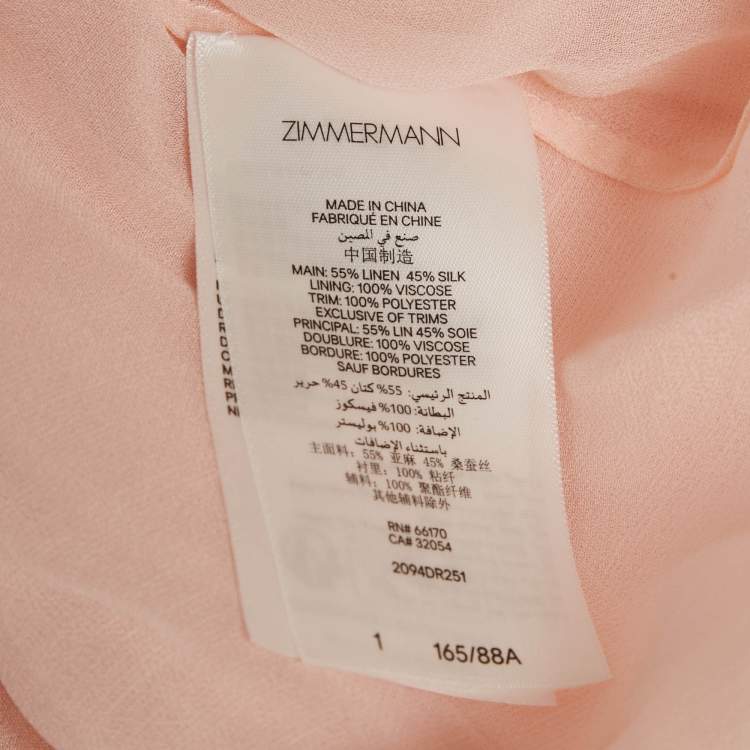 ZIMMERMANN
MADE IN CHINA
FABRIQUÉ EN CHINE
صنع في الصين
中国制造
MAIN: 55% LINEN 45% SILK
LINING: 100% VISCOSE
TRIM: 100% POLYESTER
EXCLUSIVE OF TRIMS
PRINCIPAL: 55% LIN 45% SOIE
DOUBLURE: 100% VISCOSE
BORDURE: 100% POLYESTER
SAUF BORDURES
المنتج الرئيسي: 55% كتان 45% حرير
البطانة: 100% فيسكوز
الإضافة: 100% بوليستر
باستثناء الإضافات
主面料: 55% 亚麻 45% 桑蚕丝
衬里: 100% 粘纤
辅料: 100% 聚酯纤维
其他辅料除外
RN# 66170
CA# 32054
2094DR251
1 165/88A